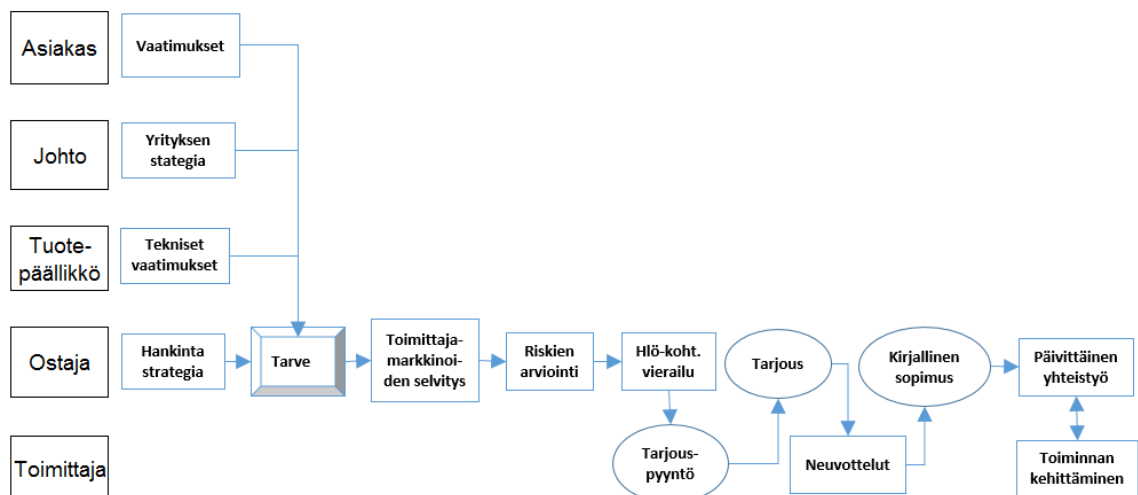 Asiakas
Vaatimukset
Johto
Yrityksen
stategia
Tuote-
päällikkö
Tekniset
vaatimukset
Ostaja
Hankinta
strategia
Tarve
Toimittaja-
markkinoi-
den selvitys
Riskien
arviointi
Hlö-koht.
vierailu
Tarjous
Kirjallinen
sopimus
Päivittäinen
yhteistyö
Toimittaja
Tarjous-
pyyntö
Neuvottelut
Toiminnan
kehittäminen